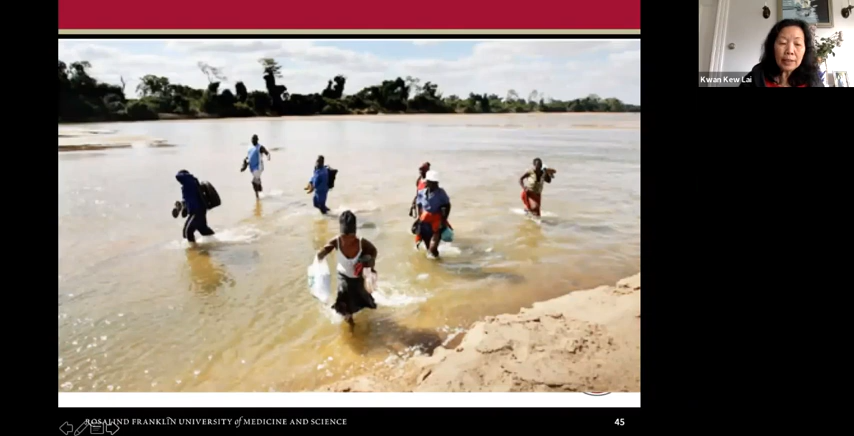 Kwan Kew Lai
ROSALIND FRANKLIN UNIVERSITY of MEDICINE AND SCIENCE
45